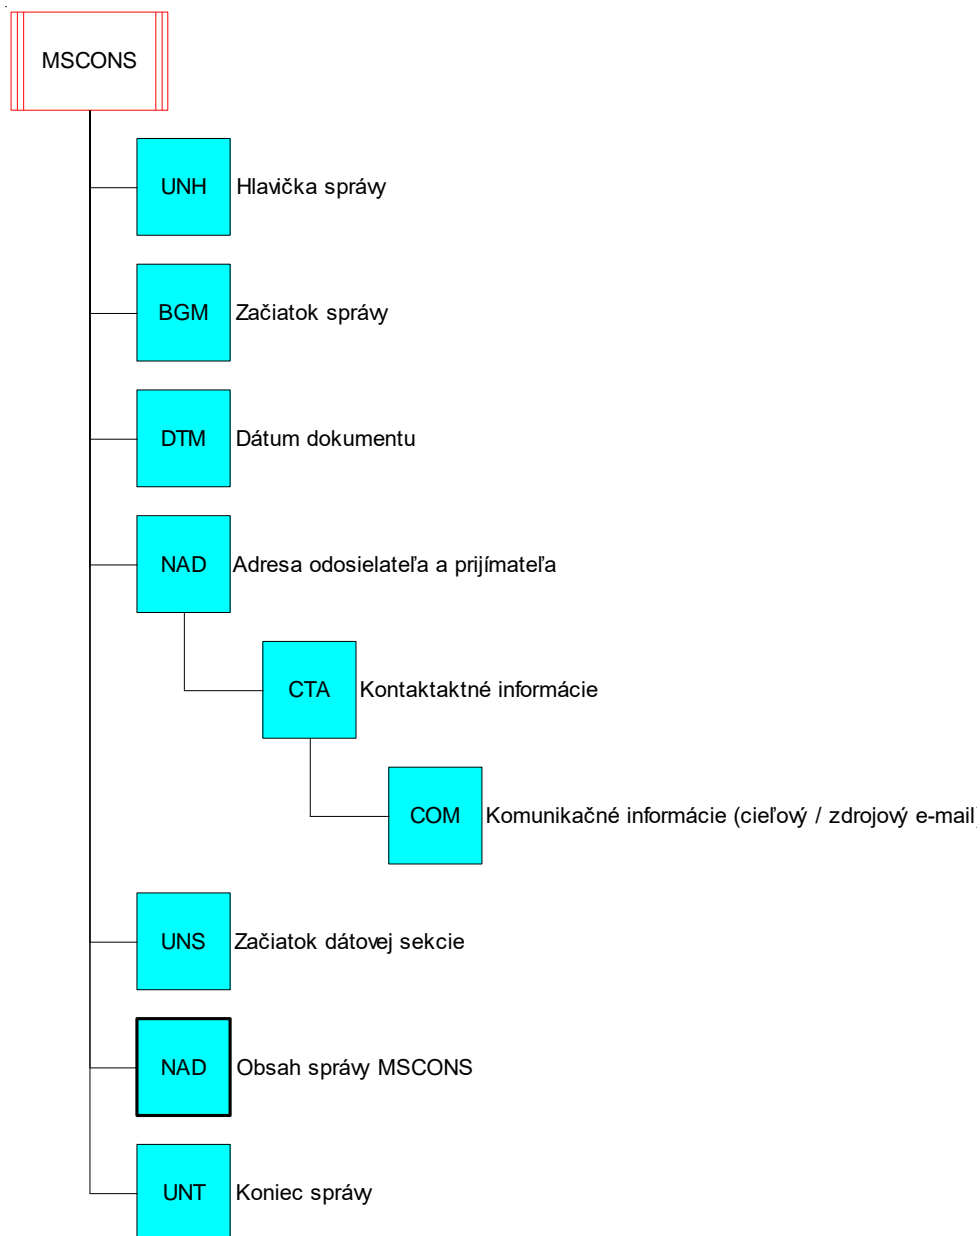 MSCONS
UNH Hlavička správy
BGM Začiatok správy
DTM Dátum dokumentu
NAD Adresa odosielateľa a prijímateľa
CTA Kontaktaktné informácie
COM Komunikačné informácie (cieľový / zdrojový e-mail)
UNS Začiatok dátovej sekcie
NAD Obsah správy MSCONS
UNT Koniec správy